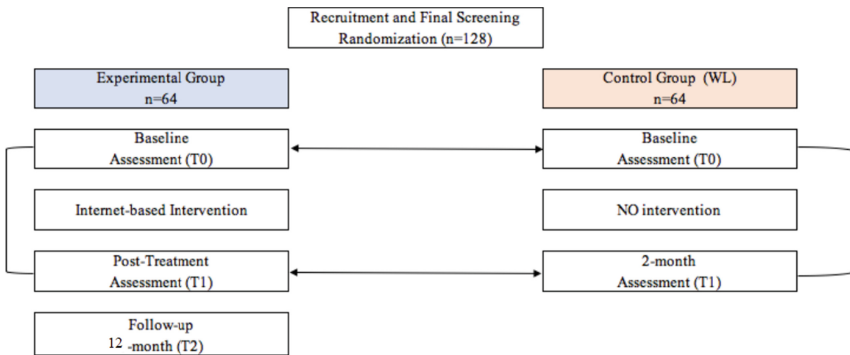 Recruitment and Final Screening
Randomization (n=128)
Experimental Group
n=64
Control Group (WL)
n=64
Baseline
Assessment (T0)
Baseline
Assessment (T0)
Internet-based Intervention
NO intervention
Post-Treatment
Assessment (T1)
2-month
Assessment (T1)
Follow-up
12 -month (T2)